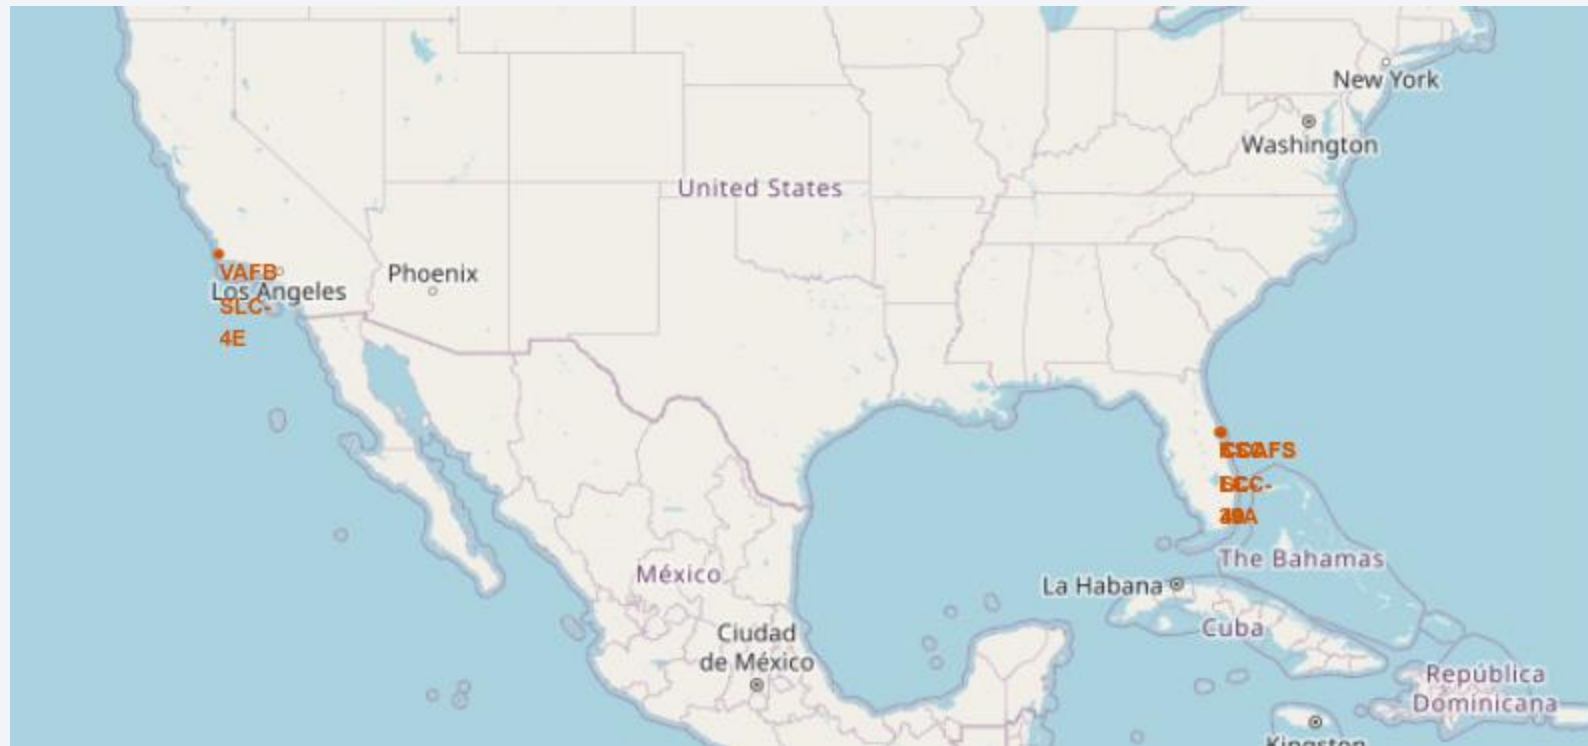 New York
Washington
United States
VAFB
SLC-
4E
Los Angeles
Phoenix
The Bahamas
La Habana
México
Cuba
Ciudad
de México
República
Dominicana
Kingston